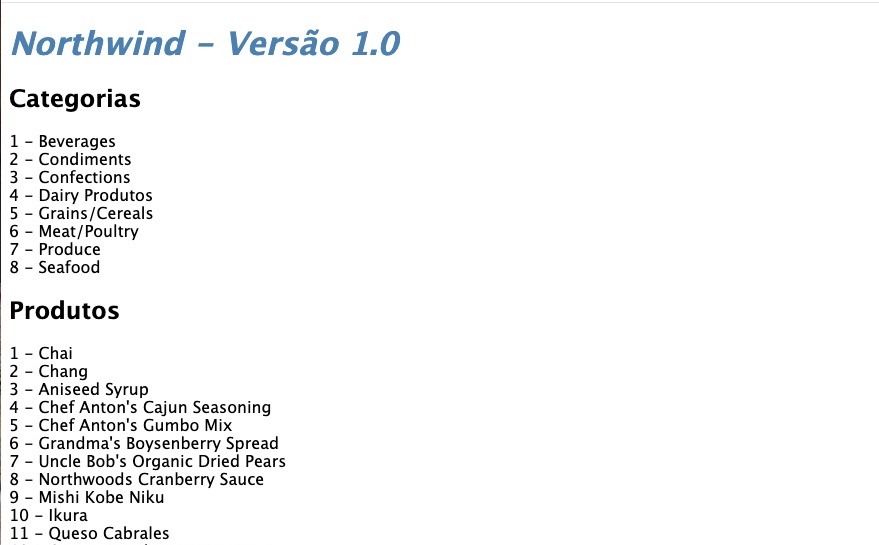 Northwind – Versão 1.0
Categorias
1 – Beverages
2 – Condiments
3 – Confections
4 – Dairy Produtos
5 – Grains/Cereals
6 – Meat/Poultry
7 – Produce
8 – Seafood
Produtos
1 – Chai
2 – Chang
3 – Aniseed Syrup
4 – Chef Anton's Cajun Seasoning
5 – Chef Anton's Gumbo Mix
6 – Grandma's Boysenberry Spread
7 – Uncle Bob's Organic Dried Pears
8 – Northwoods Cranberry Sauce
9 – Mishi Kobe Niku
10 – Ikura
11 – Queso Cabrales